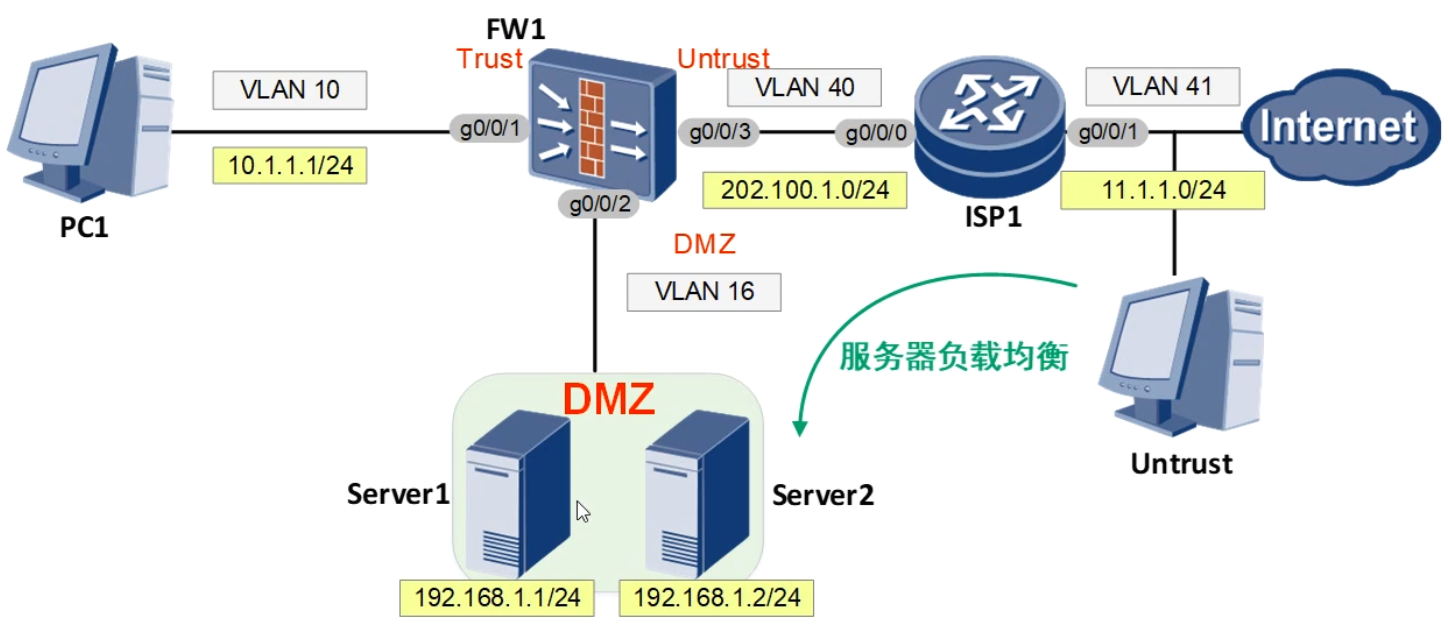 FW1
Trust
Untrust
VLAN 10
VLAN 40
VLAN 41
g0/0/1
g0/0/3
g0/0/0
g0/0/1
Internet
10.1.1.1/24
202.100.1.0/24
11.1.1.0/24
g0/0/2
PC1
ISP1
DMZ
VLAN 16
服务器负载均衡
DMZ
Untrust
Server1
Server2
192.168.1.1/24
192.168.1.2/24